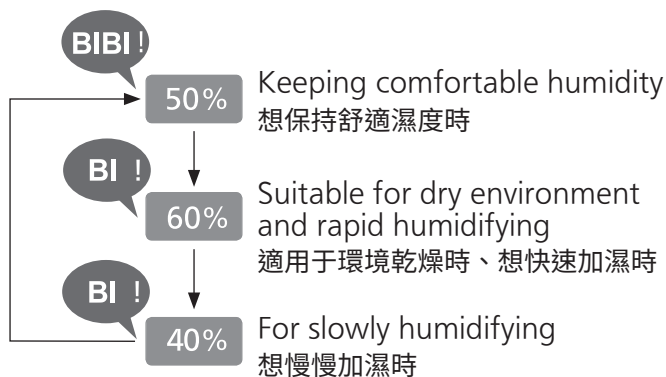 BIBI !
50%
Keeping comfortable humidity
想保持舒適濕度時
BI !
60%
Suitable for dry environment
and rapid humidifying
適用于環境乾燥時、想快速加濕時
BI !
40%
For slowly humidifying
想慢慢加濕時